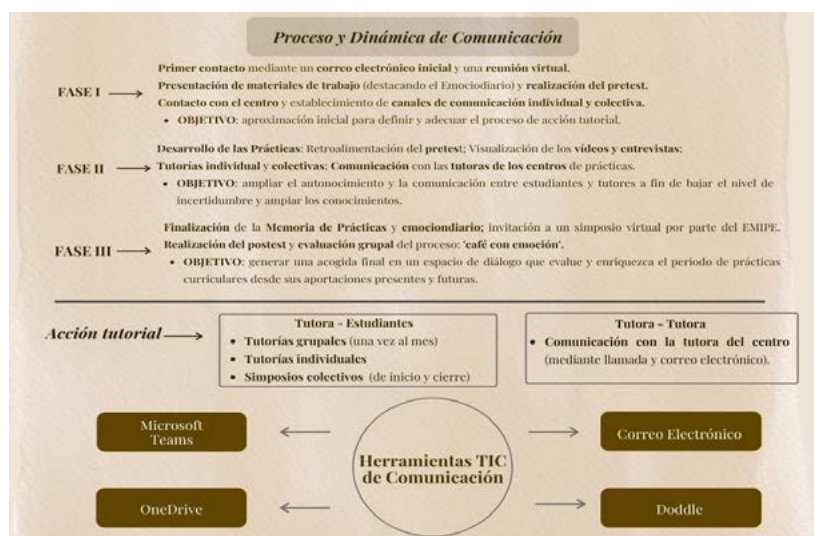 Proceso y Dinámica de Comunicación
FASE I
Primer contacto mediante un correo electrónico inicial y una reunión virtual.
Presentación de materiales de trabajo (destacando el Emociodiario) y realización del pretest.
Contacto con el centro y establecimiento de canales de comunicación individual y colectiva.
• OBJETIVO: aproximación inicial para definir y adecuar el proceso de acción tutorial.
FASE II
Desarrollo de las Prácticas; Retroalimentación del pretest; Visualización de los vídeos y entrevistas;
Tutorías individual y colectivas; Comunicación con las tutoras de los centros de prácticas.
• OBJETIVO: ampliar el autonocimiento y la comunicación entre estudiantes y tutores a fin de bajar el nivel de
incertidumbre y ampliar los conocimientos.
FASE III
Finalización de la Memoria de Prácticas y emociondiario; invitación a un simposio virtual por parte del EMIPE.
Realización del postest y evaluación grupal del proceso: 'café con emoción'.
• OBJETIVO: generar una acogida final en un espacio de diálogo que evalue y enriquezca el periodo de prácticas
curriculares desde sus aportaciones presentes y futuras.
Acción tutorial
Tutora - Estudiantes
• Tutorías grupales (una vez al mes)
• Tutorías individuales
• Simposios colectivos (de inicio y cierre)
Tutora - Tutora
• Comunicación con la tutora del centro
(mediante llamada y correo electrónico).
Microsoft
Teams
Correo Electrónico
Herramientas TIC
de Comunicación
OneDrive
Doddle